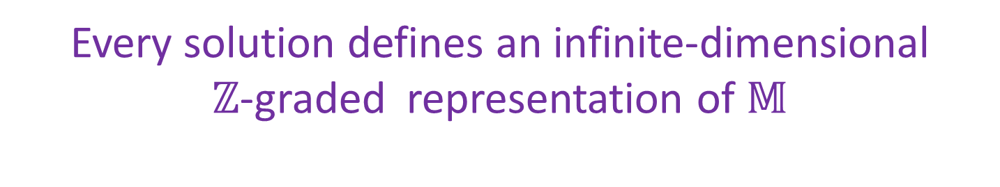 Every solution defines an infinite-dimensional
ℤ-graded representation of 𝕄